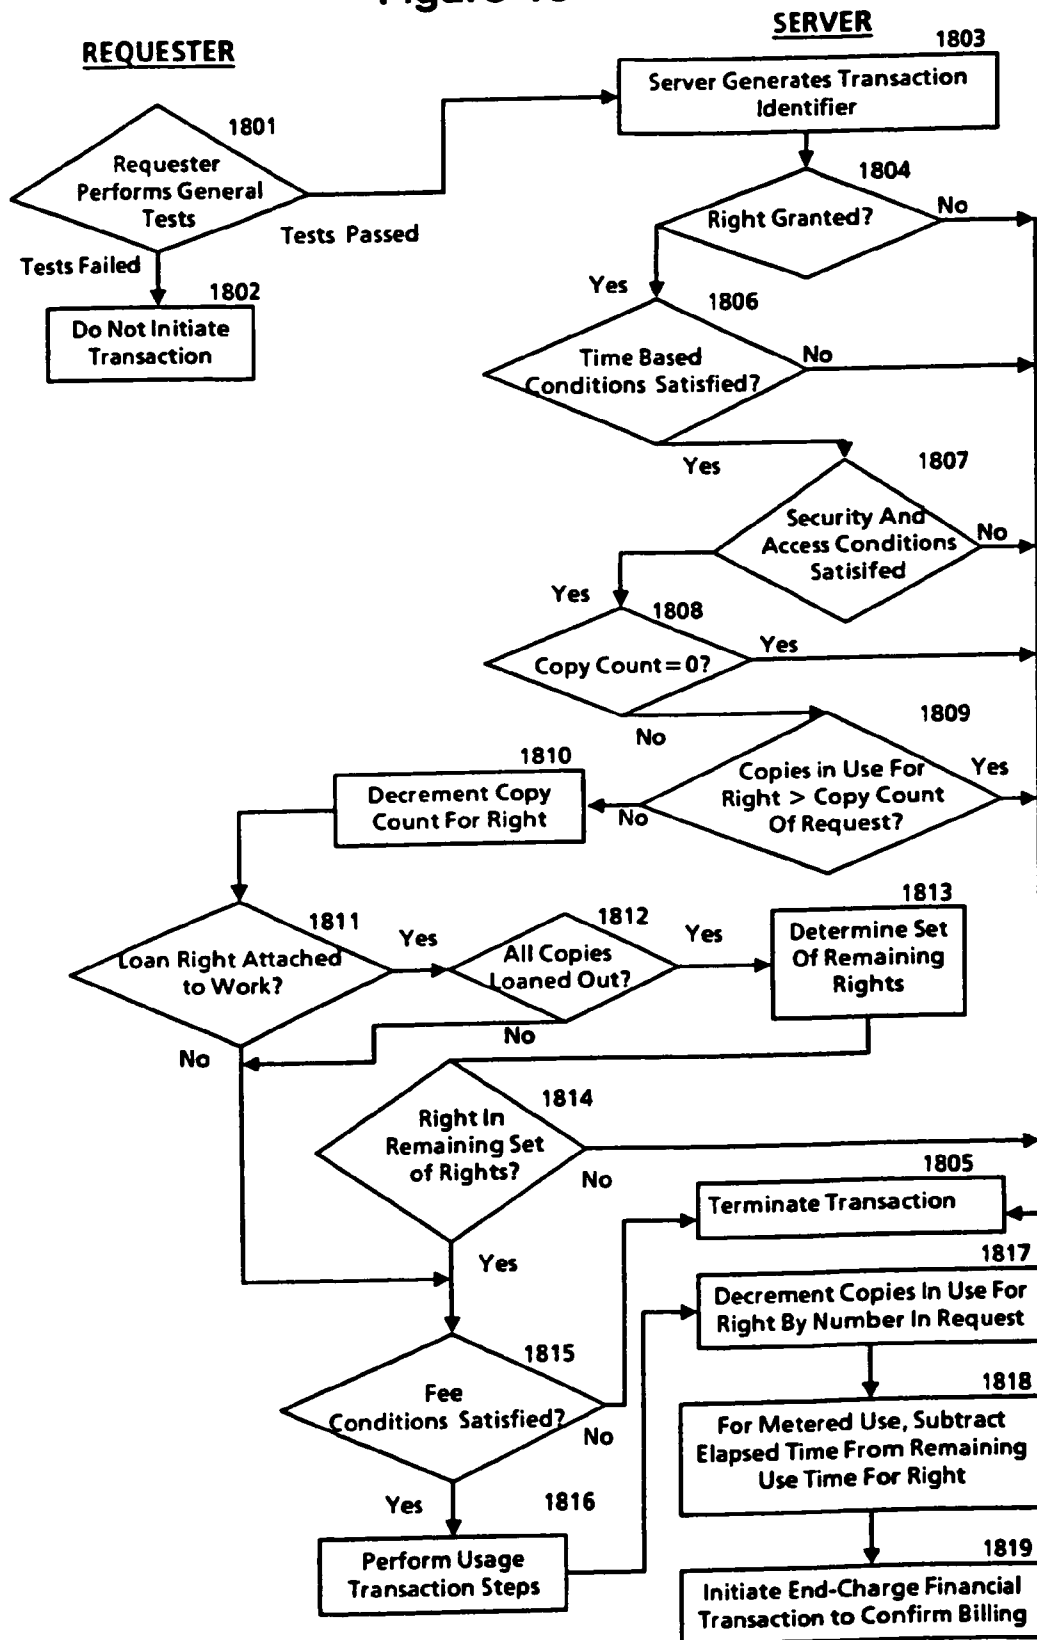 SERVER
REQUESTER
1803
Server Generates Transaction
Identifier
1801
Requester
Performs General
Tests
Tests Passed
Tests Failed
1802
Do Not Initiate
Transaction
1804
Right Granted?
No
Yes
1806
Time Based
Conditions Satisfied?
No
Yes
1807
Security And
Access Conditions
Satisifed
No
Yes
1808
Copy Count = 0?
Yes
No
1809
Copies in Use For
Right > Copy Count
Of Request?
Yes
No
1810
Decrement Copy
Count For Right
1811
Loan Right Attached
to Work?
Yes
No
1812
All Copies
Loaned Out?
Yes
No
1813
Determine Set
Of Remaining
Rights
1814
Right In
Remaining Set
of Rights?
No
Yes
1805
Terminate Transaction
1815
Fee
Conditions Satisfied?
No
Yes
1816
Perform Usage
Transaction Steps
1817
Decrement Copies In Use For
Right By Number In Request
1818
For Metered Use, Subtract
Elapsed Time From Remaining
Use Time For Right
1819
Initiate End-Charge Financial
Transaction to Confirm Billing